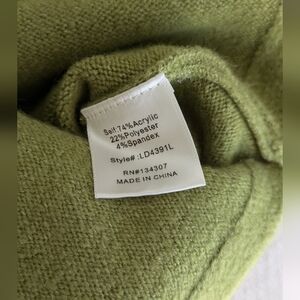 Self:74%Acrylic
22%Polyester
4%Spandex
Style#:LD4391L
RN#134307
MADE IN CHINA